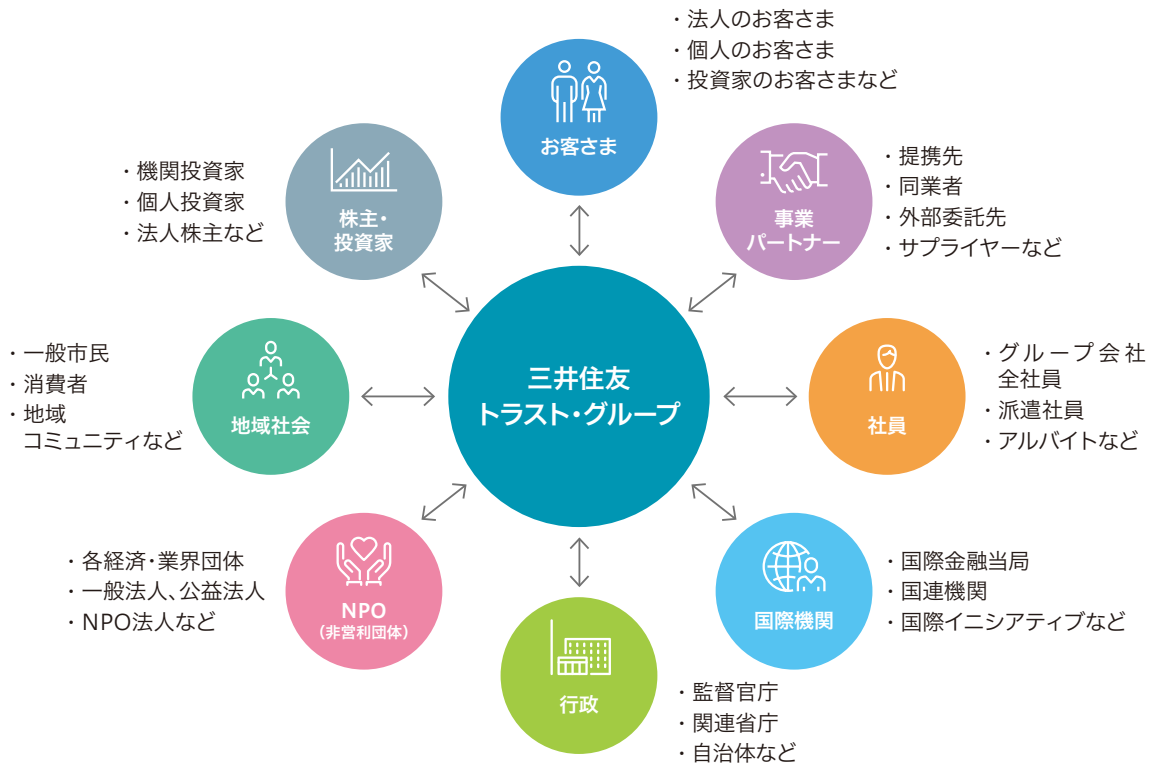 ・法人のお客さま
・個人のお客さま
・投資家のお客さまなど
お客さま
・提携先
・同業者
・外部委託先
・サプライヤーなど
事業
パートナー
・機関投資家
・個人投資家
・法人株主など
株主・
投資家
三井住友
トラスト・グループ
・一般市民
・消費者
・地域
コミュニティなど
地域社会
社員
・グループ会社
全社員
・派遣社員
・アルバイトなど
・各経済・業界団体
・一般法人、公益法人
・NPO法人など
NPO
（非営利団体）
国際機関
・国際金融当局
・国連機関
・国際イニシアティブなど
行政
・監督官庁
・関連省庁
・自治体など